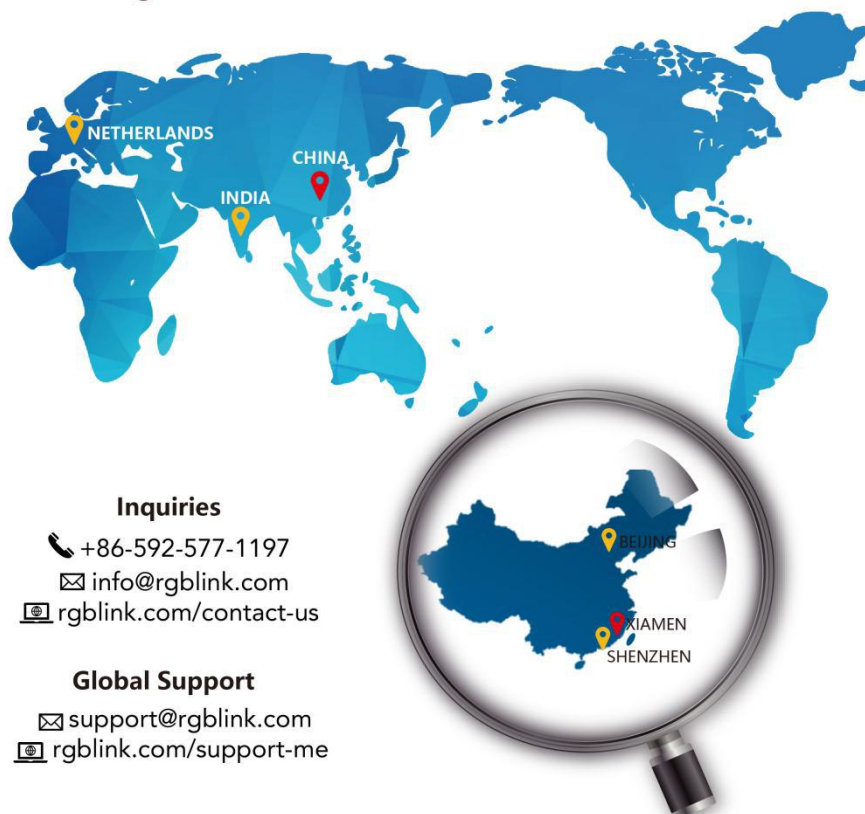 NETHERLANDS
CHINA
INDIA
Inquiries
+86-592-577-1197
info@rgblink.com
rgblink.com/contact-us
Global Support
support@rgblink.com
rgblink.com/support-me
BEIJING
XIAMEN
SHENZHEN